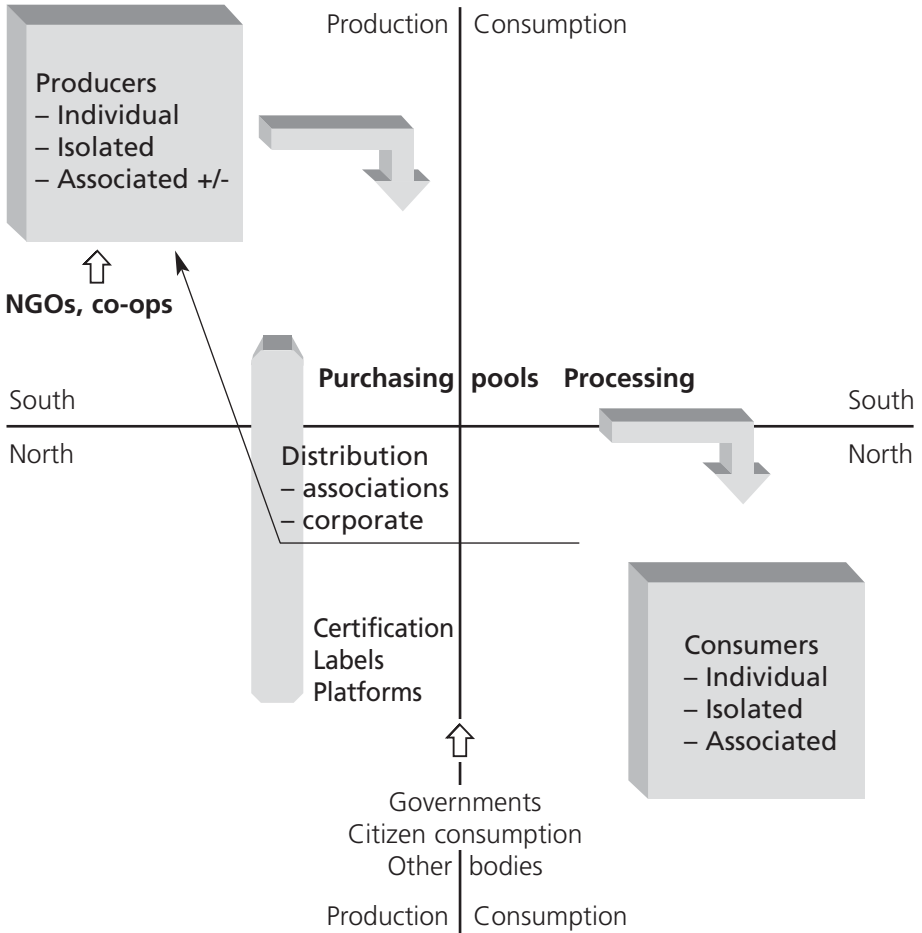 Production Consumption
Producers
– Individual
– Isolated
– Associated +/-
NGOs, co-ops
Purchasing pools Processing
South South
North North
Distribution
– associations
– corporate
Certification
Labels
Platforms
Consumers
– Individual
– Isolated
– Associated
Governments
Citizen consumption
Other bodies
Production Consumption